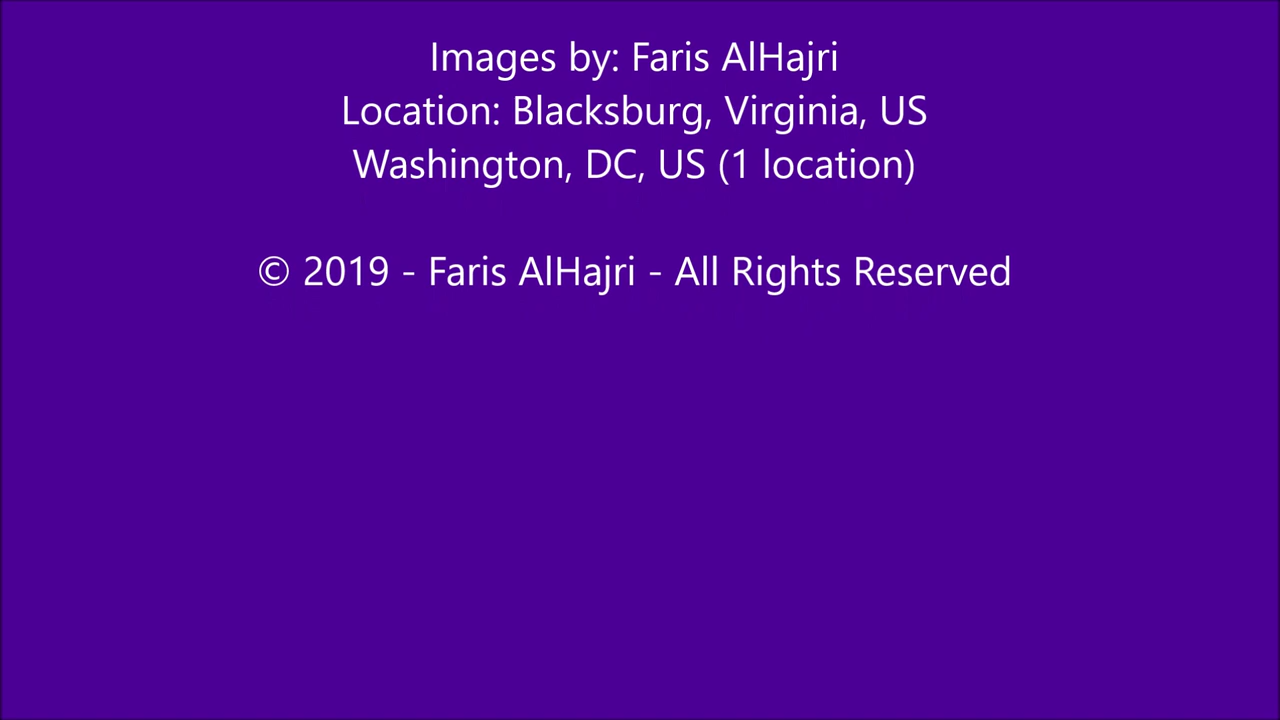 Images by: Faris AlHajri
Location: Blacksburg, Virginia, US
Washington, DC, US (1 location)
© 2019 - Faris AlHajri - All Rights Reserved